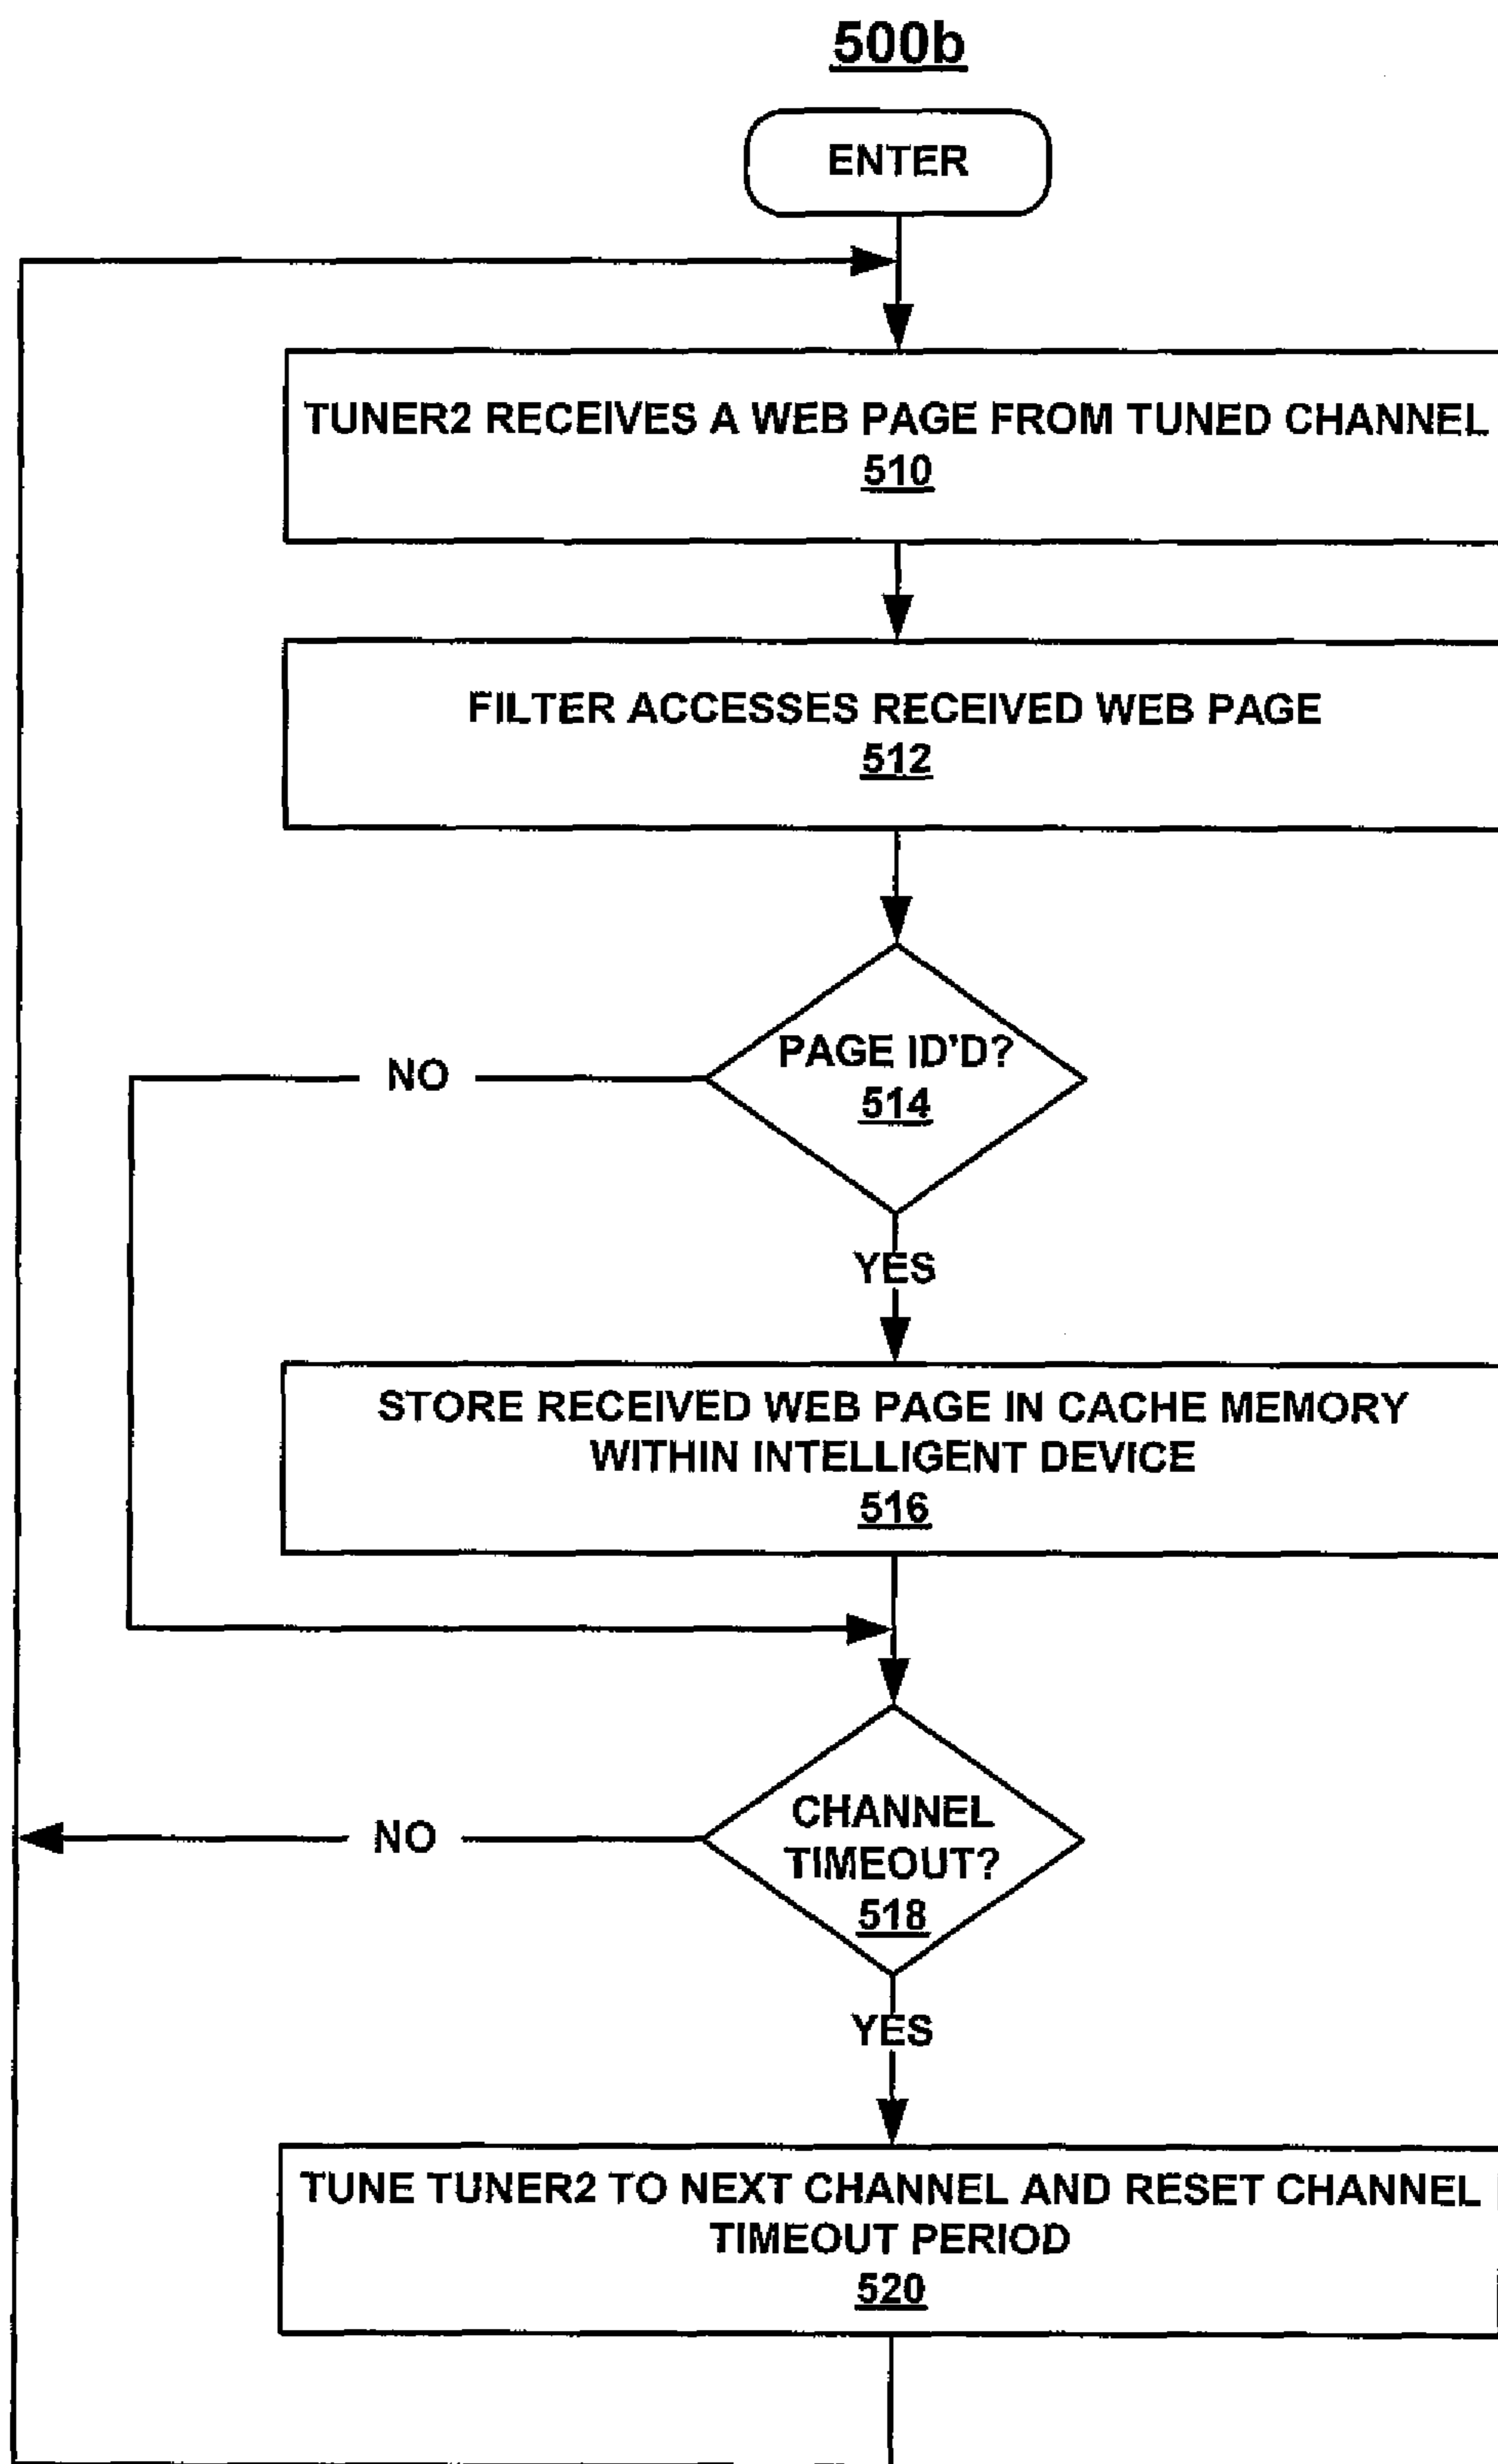 500b
ENTER
TUNER2 RECEIVES A WEB PAGE FROM TUNED CHANNEL
510
FILTER ACCESSES RECEIVED WEB PAGE
512
PAGE ID'D?
514
NO
YES
STORE RECEIVED WEB PAGE IN CACHE MEMORY
WITHIN INTELLIGENT DEVICE
516
CHANNEL
TIMEOUT?
518
NO
YES
TUNE TUNER2 TO NEXT CHANNEL AND RESET CHANNEL
TIMEOUT PERIOD
520